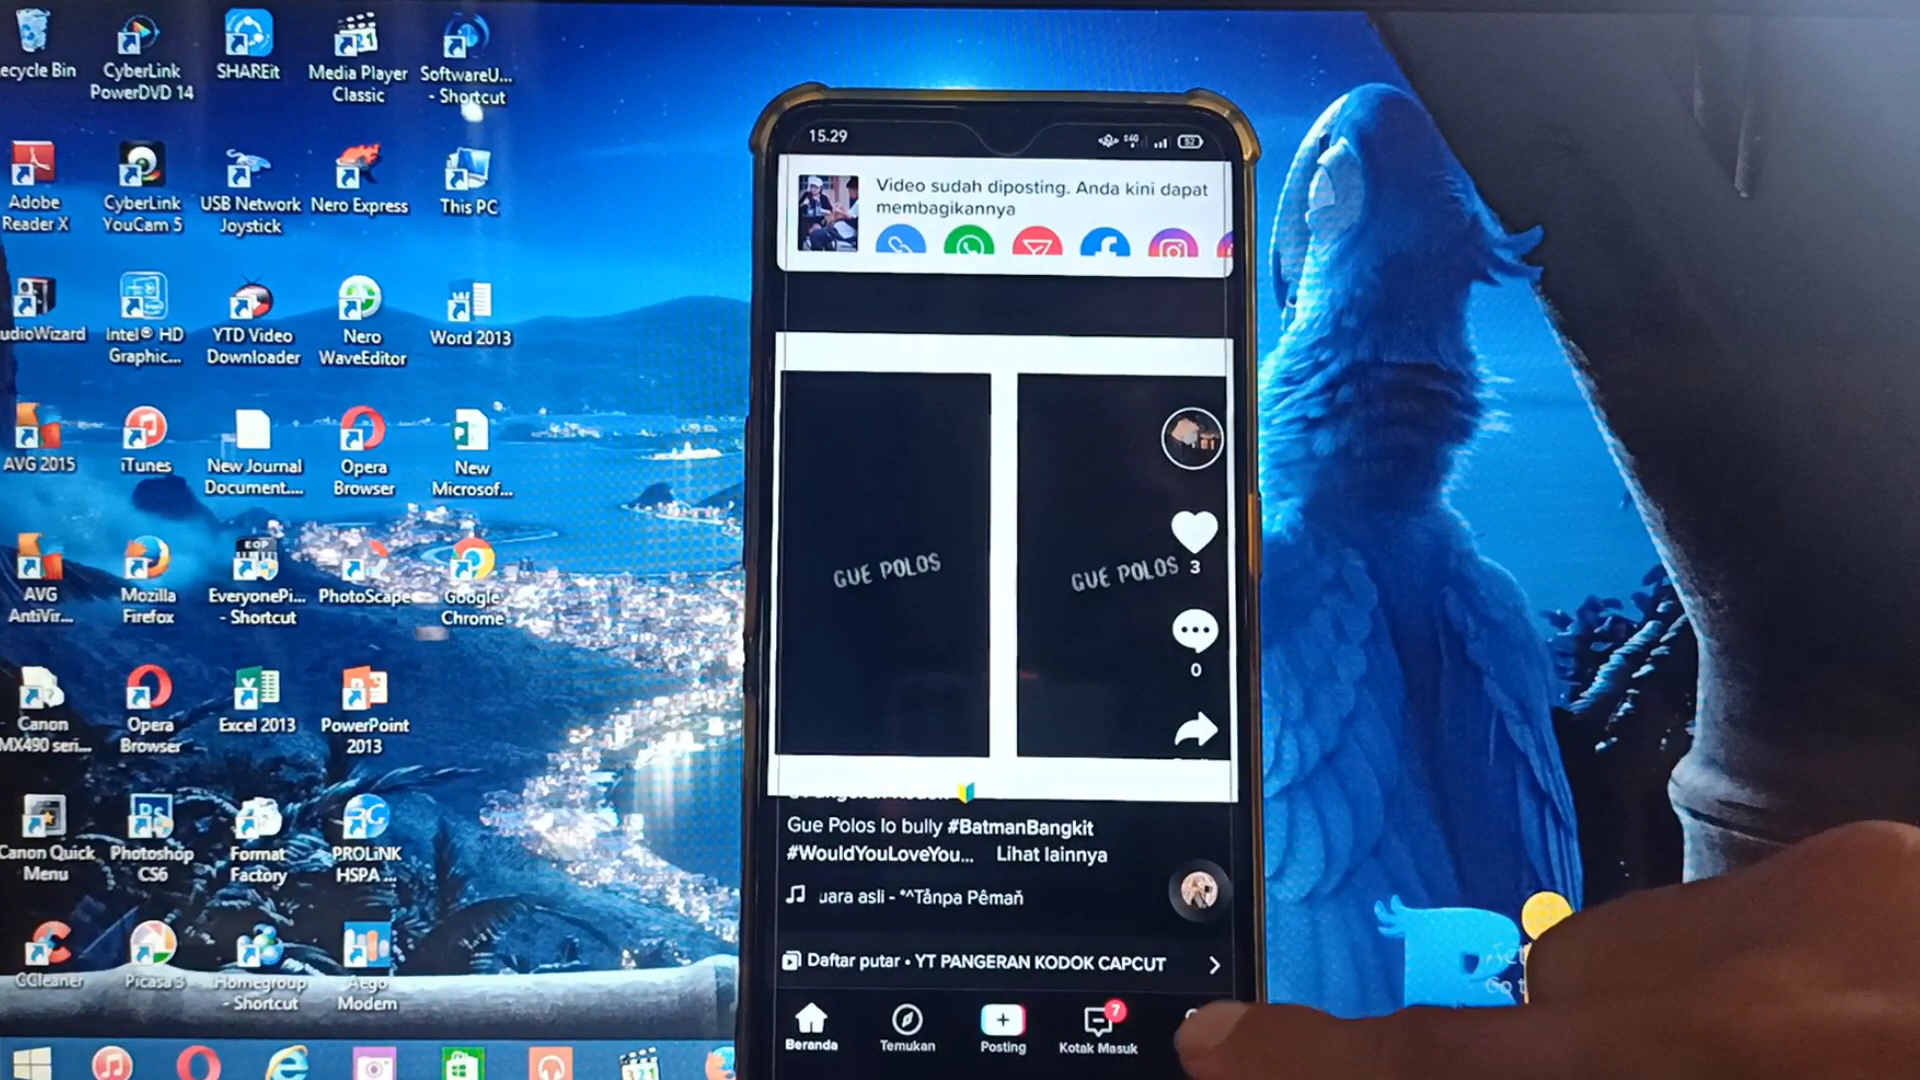 ecycle Bin
CyberLink
PowerDVD 14
SHAREit
Media Player
Classic
SoftwareU...
- Shortcut
Adobe
Reader X
CyberLink
YouCam 5
USB Network
Joystick
Nero Express
This PC
udioWizard
Intel® HD
Graphic...
YTD Video
Downloader
Nero
WaveEditor
Word 2013
AVG 2015
iTunes
New Journal
Document....
Opera
Browser
New
Microsof...
AVG
AntiVir...
Mozilla
Firefox
EOP
EveryonePi...
- Shortcut
PhotoScape
Google
Chrome
Canon
MX490 seri...
Opera
Browser
Excel 2013
PowerPoint
2013
Canon Quick
Menu
Photoshop
CS6
Format
Factory
PROLiNK
HSPA ...
CCleaner
Picasa 3
Homegroup
- Shortcut
Aego
Modem
321
15.29
52
Video sudah diposting. Anda kini dapat
membagikannya
GUE POLOS
GUE POLOS
3
0
Gue Polos lo bully #BatmanBangkit
#WouldYouLoveYou... Lihat lainnya
uara asli - °^Tånpa Pêmaň
Daftar putar • YT PANGERAN KODOK CAPCUT
7
Beranda
Temukan
Posting
Kotak Masuk